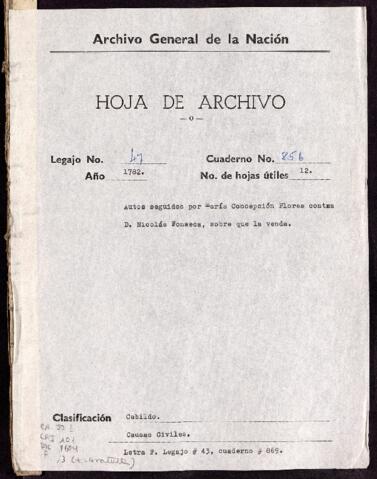 Archivo General de la Nación
HOJA DE ARCHIVO
—o—
Legajo No. 47 Cuaderno No. 856
Año 1782. No. de hojas útiles 12.
Autos seguidos por María Concepción Flores contra
D. Nicolás Fonseca, sobre que la venda.
Clasificación Cabildo.
Causas Civiles.
Letra F. Legajo # 43, cuaderno # 869.